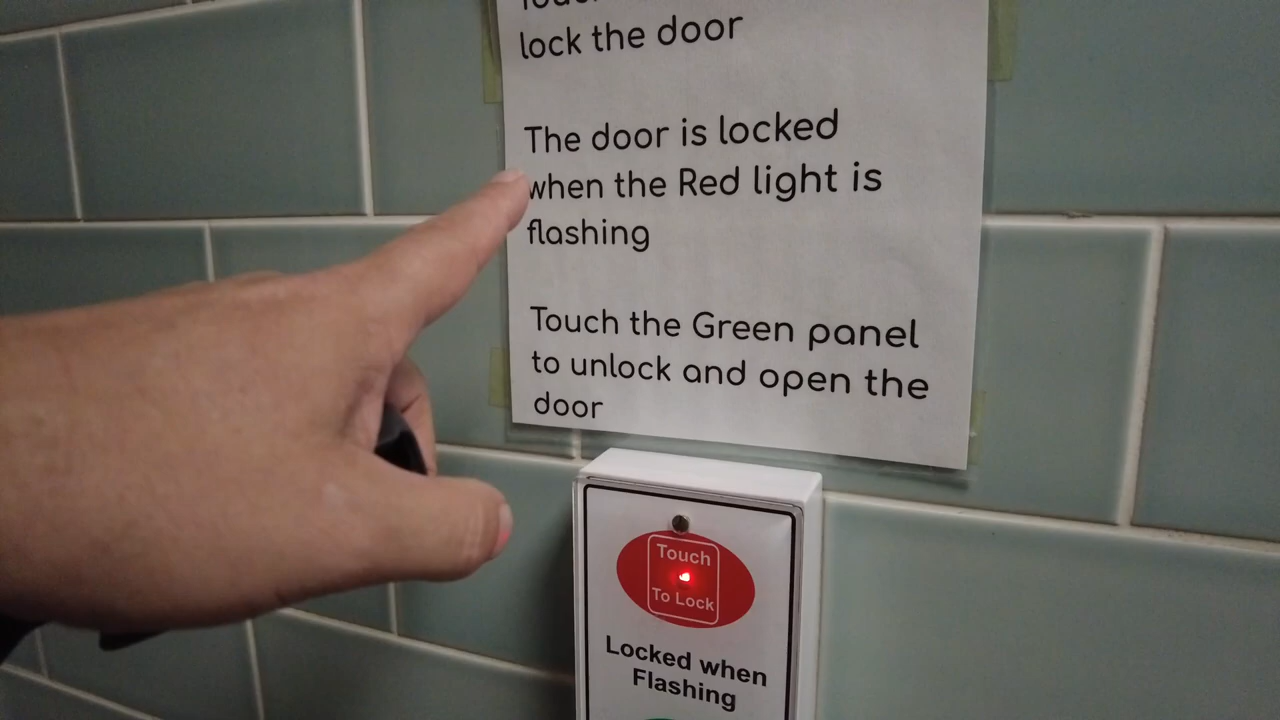 lock the door
The door is locked
when the Red light is
flashing
Touch the Green panel
to unlock and open the
door
Touch
To Lock
Locked when
Flashing